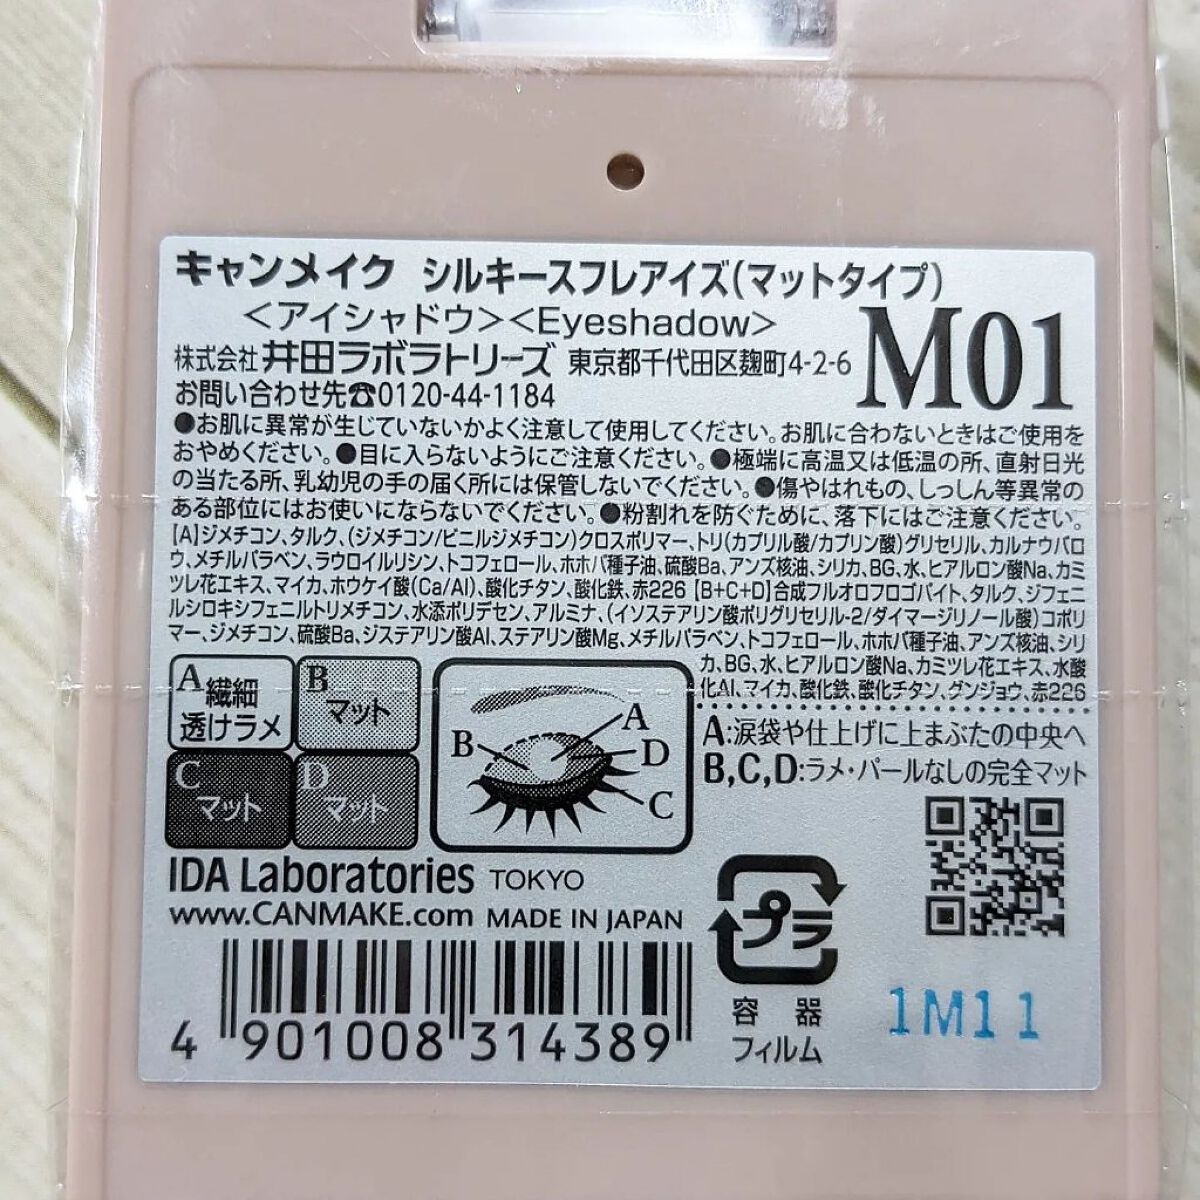 キャンメイク シルキースフレアイズ(マットタイプ)
<アイシャドウ><Eyeshadow>
M01
株式会社 井田ラボラトリーズ 東京都千代田区麹町4-2-6
お問い合わせ先☎0120-44-1184
●お肌に異常が生じていないかよく注意して使用してください。お肌に合わないときはご使用を
おやめください。●目に入らないようにご注意ください。●極端に高温又は低温の所、直射日光
の当たる所、乳幼児の手の届く所には保管しないでください。●傷やはれもの、しっしん等異常の
ある部位にはお使いにならないでください。●粉割れを防ぐために、落下にはご注意ください。
【A】ジメチコン、タルク、(ジメチコン/ビニルジメチコン)クロスポリマー、トリ(カプリル酸/カプリン酸)グリセリル、カルナウバロ
ウ、メチルパラベン、ラウロイルリシン、トコフェロール、ホホバ種子油、硫酸Ba、アンズ核油、シリカ、BG、水、ヒアルロン酸Na、カミ
ツレ花エキス、マイカ、ホウケイ酸(Ca/Al)、酸化チタン、酸化鉄、赤226【B+C+D】合成フルオロフロゴパイト、タルク、ジフェニ
ルシロキシフェニルトリメチコン、水添ポリデセン、アルミナ、(イソステアリン酸ポリグリセリル-2/ダイマージリノール酸)コポリ
マー、ジメチコン、硫酸Ba、ジステアリン酸Al、ステアリン酸Mg、メチルパラベン、トコフェロール、ホホバ種子油、アンズ核油、シリ
カ、BG、水、ヒアルロン酸Na、カミツレ花エキス、水酸
化Al、マイカ、酸化鉄、酸化チタン、グンジョウ、赤226
A 繊細
透けラメ
B
マット
C
マット
D
マット
A
B
D
C
A:涙袋や仕上げに上まぶたの中央へ
B,C,D:ラメ・パールなしの完全マット
IDA Laboratories TOKYO
www.CANMAKE.com MADE IN JAPAN
プラ
容器
フィルム
4 901008 314389
1M11